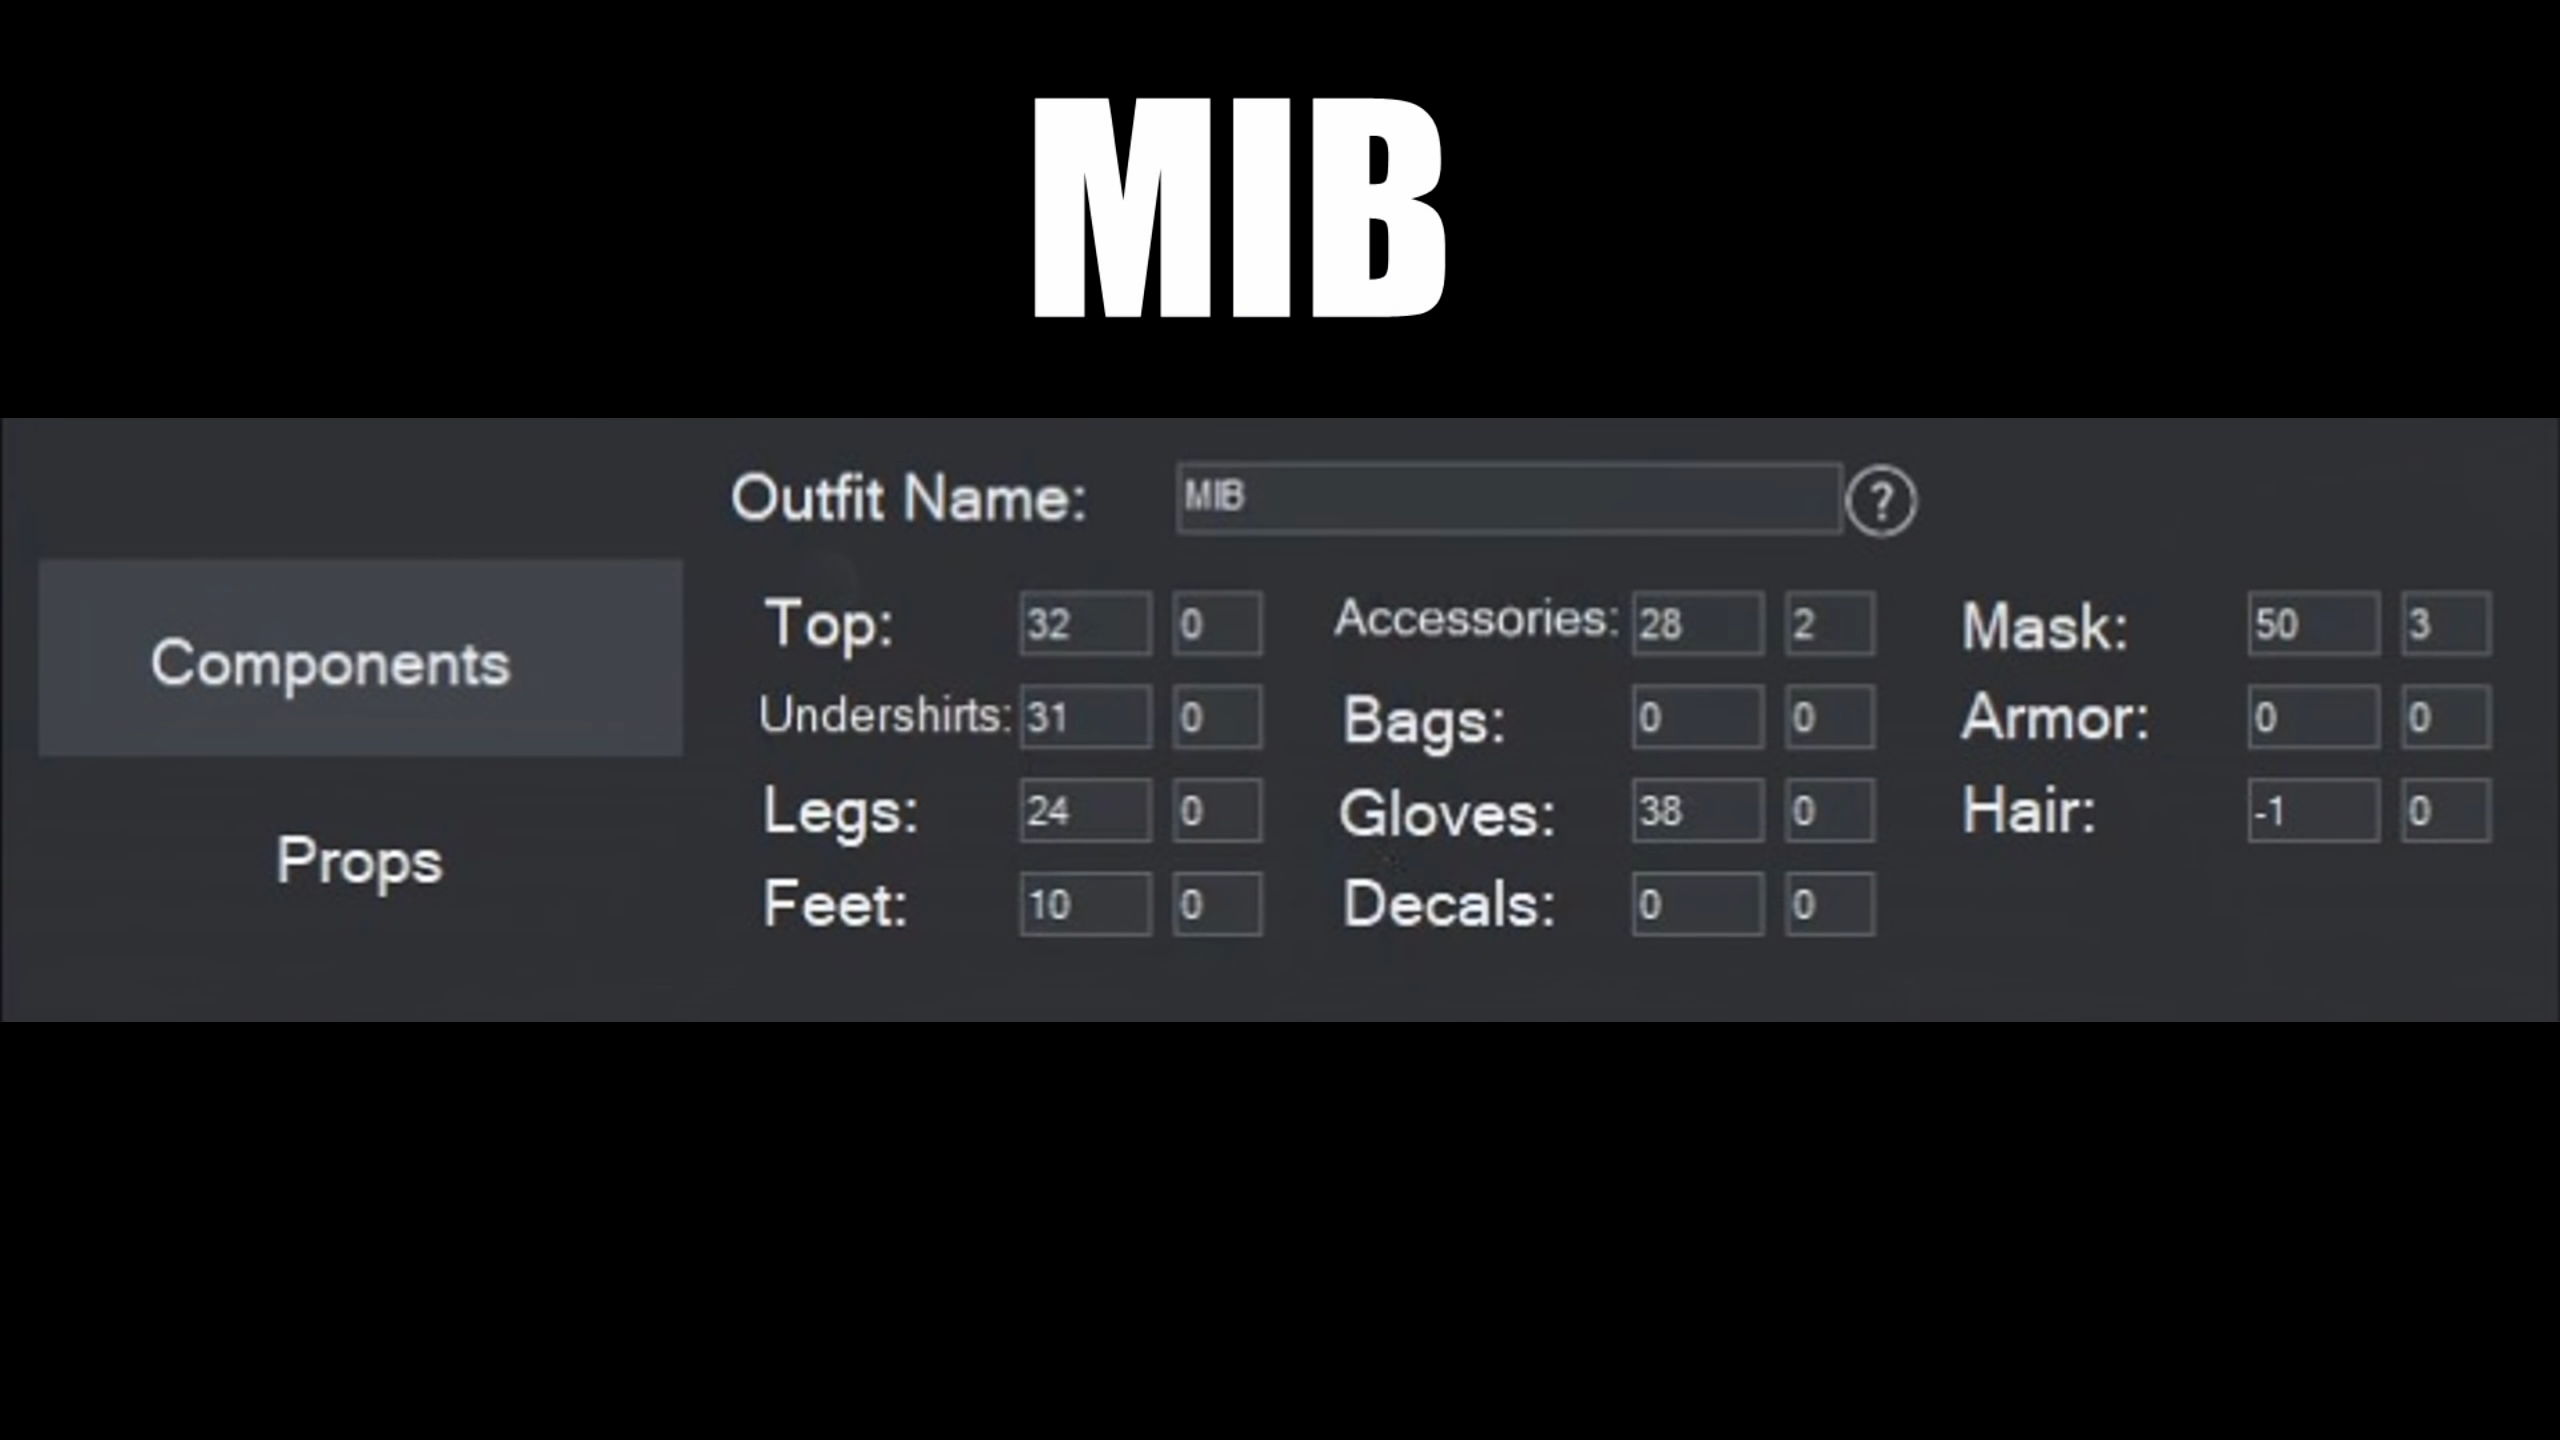 MIB
Outfit Name: MIB ?
Components
Props
Top: 32 0 Accessories: 28 2 Mask: 50 3
Undershirts: 31 0 Bags: 0 0 Armor: 0 0
Legs: 24 0 Gloves: 38 0 Hair: -1 0
Feet: 10 0 Decals: 0 0